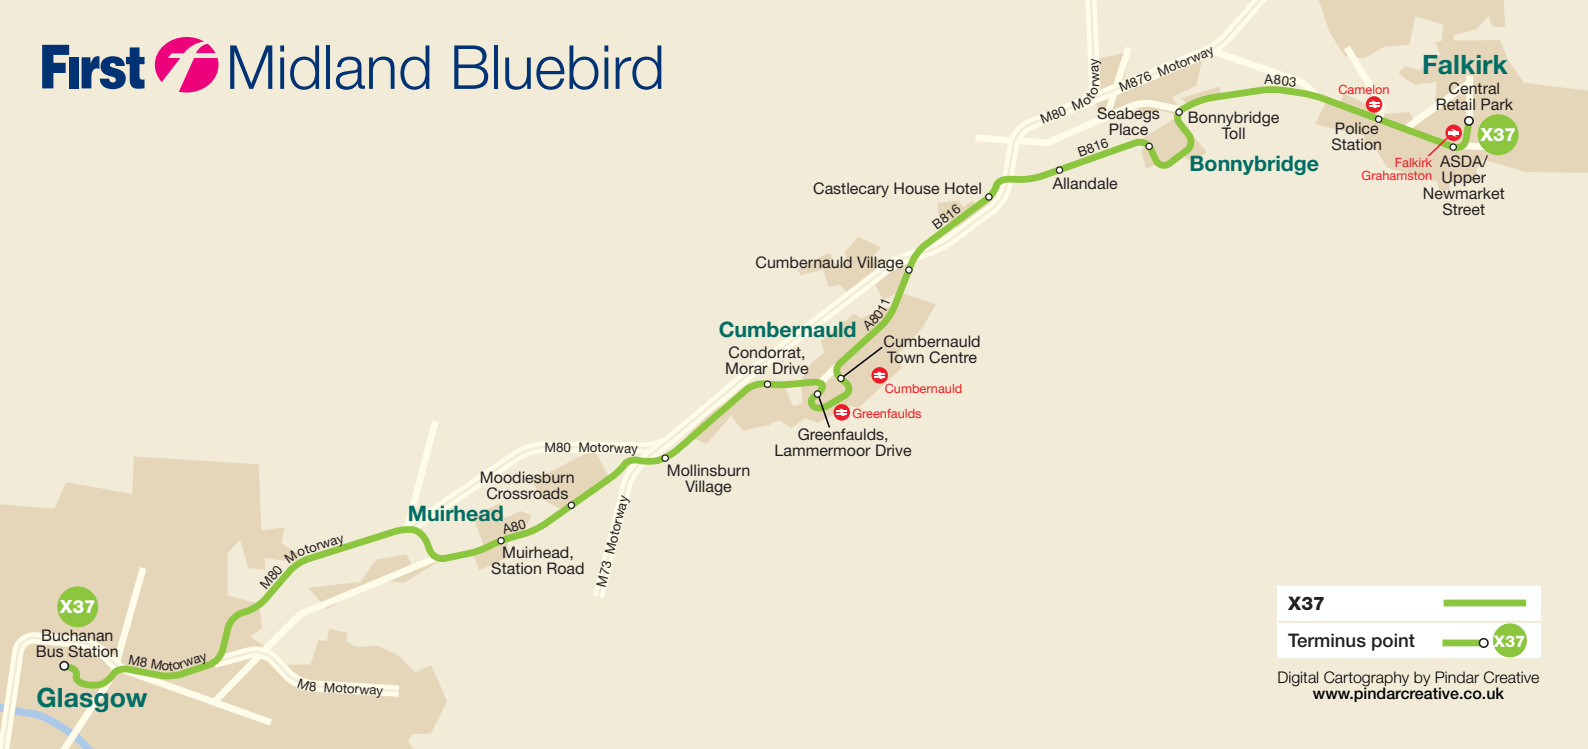 First Midland Bluebird
Falkirk
Central
Retail Park
X37
A803
Camelon
Police
Station
Falkirk
Grahamston
ASDA/
Upper
Newmarket
Street
M80 Motorway
M876 Motorway
Seabegs
Place
Bonnybridge
Toll
Bonnybridge
B816
Allandale
Castlecary House Hotel
B816
Cumbernauld Village
A8011
Cumbernauld
Cumbernauld
Town Centre
Condorrat,
Morar Drive
Cumbernauld
Greenfaulds
Greenfaulds,
Lammermoor Drive
M80 Motorway
Mollinsburn
Village
Moodiesburn
Crossroads
Muirhead
A80
Muirhead,
Station Road
M73 Motorway
M80 Motorway
X37
Buchanan
Bus Station
M8 Motorway
M8 Motorway
Glasgow
X37
Terminus point X37
Digital Cartography by Pindar Creative
www.pindarcreative.co.uk